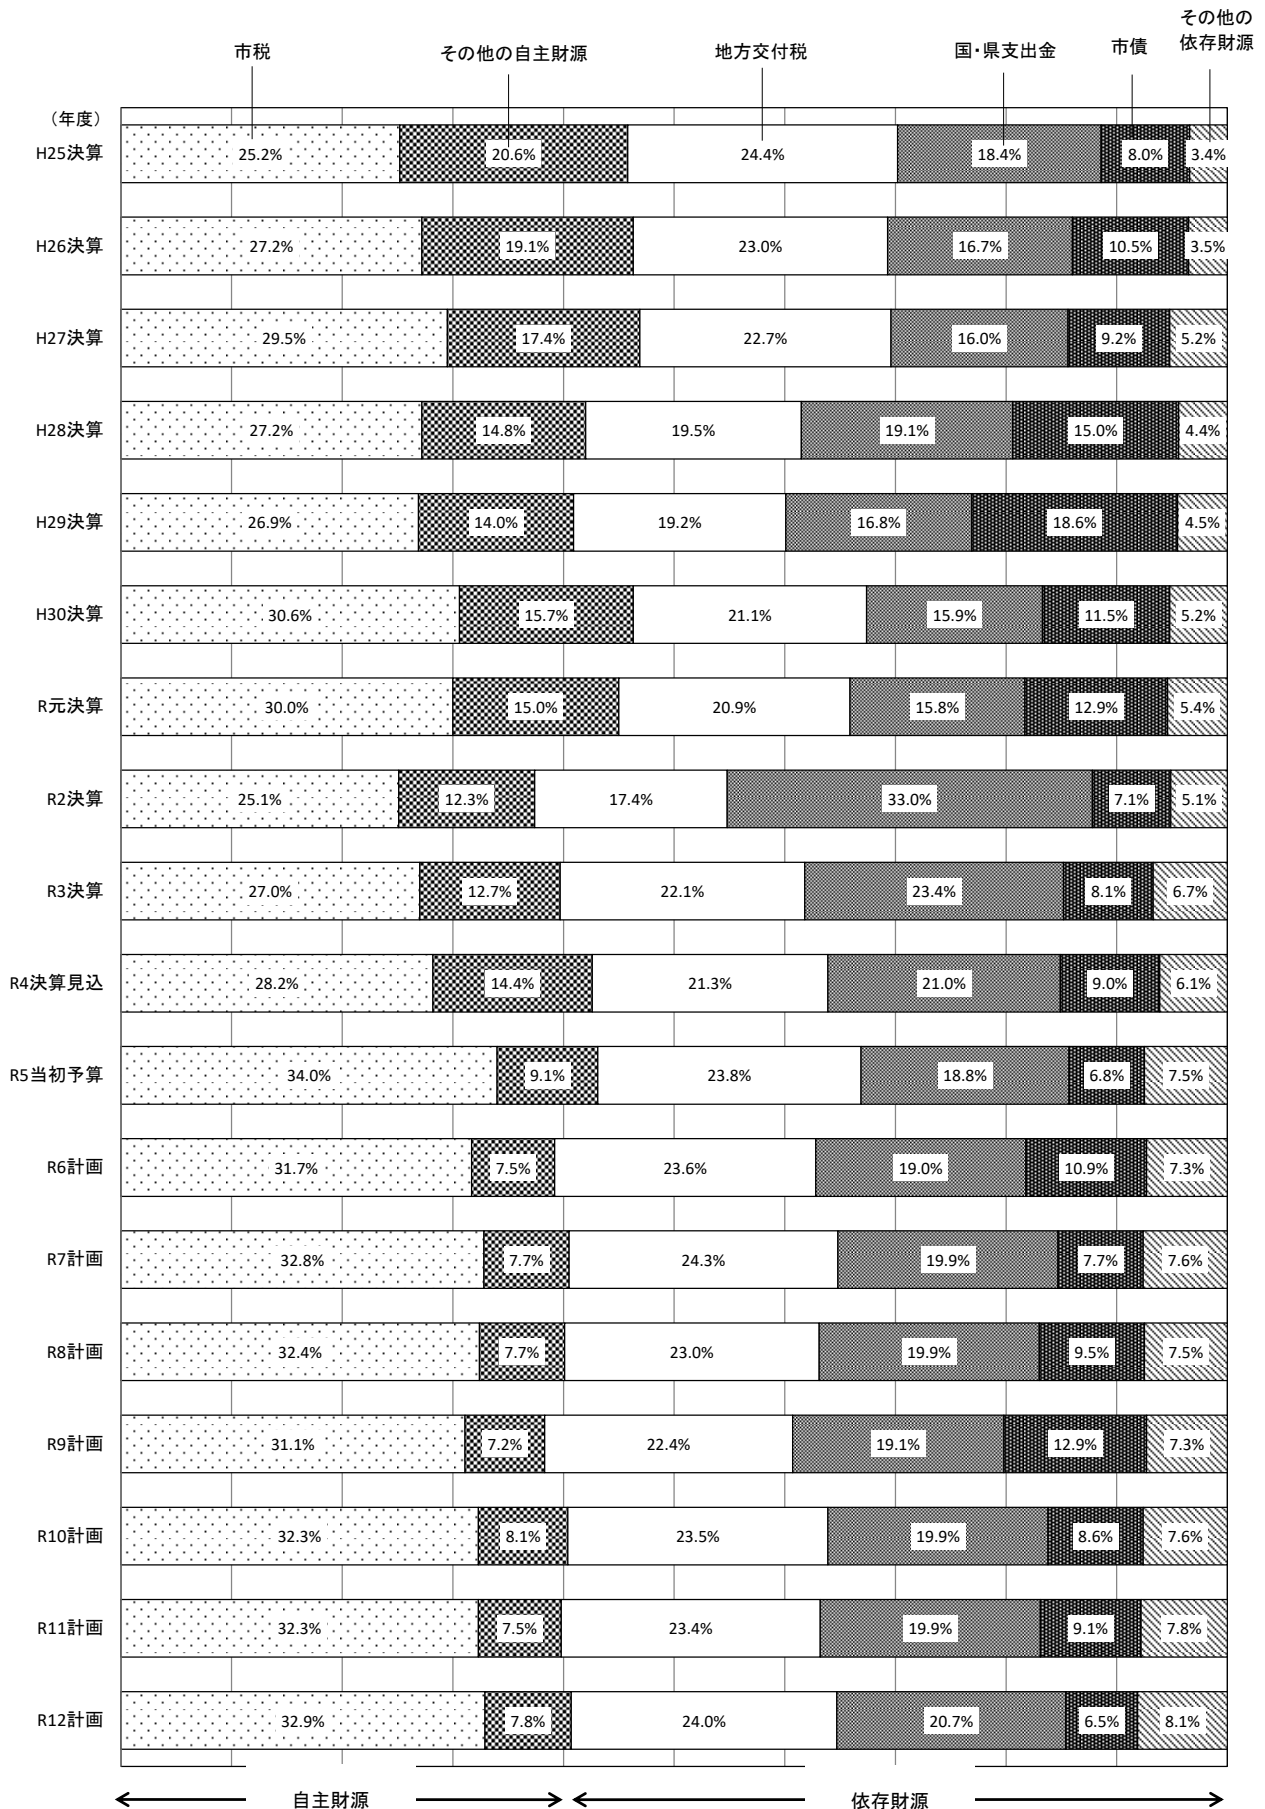 その他の
依存財源
市税 その他の自主財源 地方交付税 国・県支出金 市債
（年度）
H25決算 25.2% 20.6% 24.4% 18.4% 8.0% 3.4%
H26決算 27.2% 19.1% 23.0% 16.7% 10.5% 3.5%
H27決算 29.5% 17.4% 22.7% 16.0% 9.2% 5.2%
H28決算 27.2% 14.8% 19.5% 19.1% 15.0% 4.4%
H29決算 26.9% 14.0% 19.2% 16.8% 18.6% 4.5%
H30決算 30.6% 15.7% 21.1% 15.9% 11.5% 5.2%
R元決算 30.0% 15.0% 20.9% 15.8% 12.9% 5.4%
R2決算 25.1% 12.3% 17.4% 33.0% 7.1% 5.1%
R3決算 27.0% 12.7% 22.1% 23.4% 8.1% 6.7%
R4決算見込 28.2% 14.4% 21.3% 21.0% 9.0% 6.1%
R5当初予算 34.0% 9.1% 23.8% 18.8% 6.8% 7.5%
R6計画 31.7% 7.5% 23.6% 19.0% 10.9% 7.3%
R7計画 32.8% 7.7% 24.3% 19.9% 7.7% 7.6%
R8計画 32.4% 7.7% 23.0% 19.9% 9.5% 7.5%
R9計画 31.1% 7.2% 22.4% 19.1% 12.9% 7.3%
R10計画 32.3% 8.1% 23.5% 19.9% 8.6% 7.6%
R11計画 32.3% 7.5% 23.4% 19.9% 9.1% 7.8%
R12計画 32.9% 7.8% 24.0% 20.7% 6.5% 8.1%
自主財源 依存財源